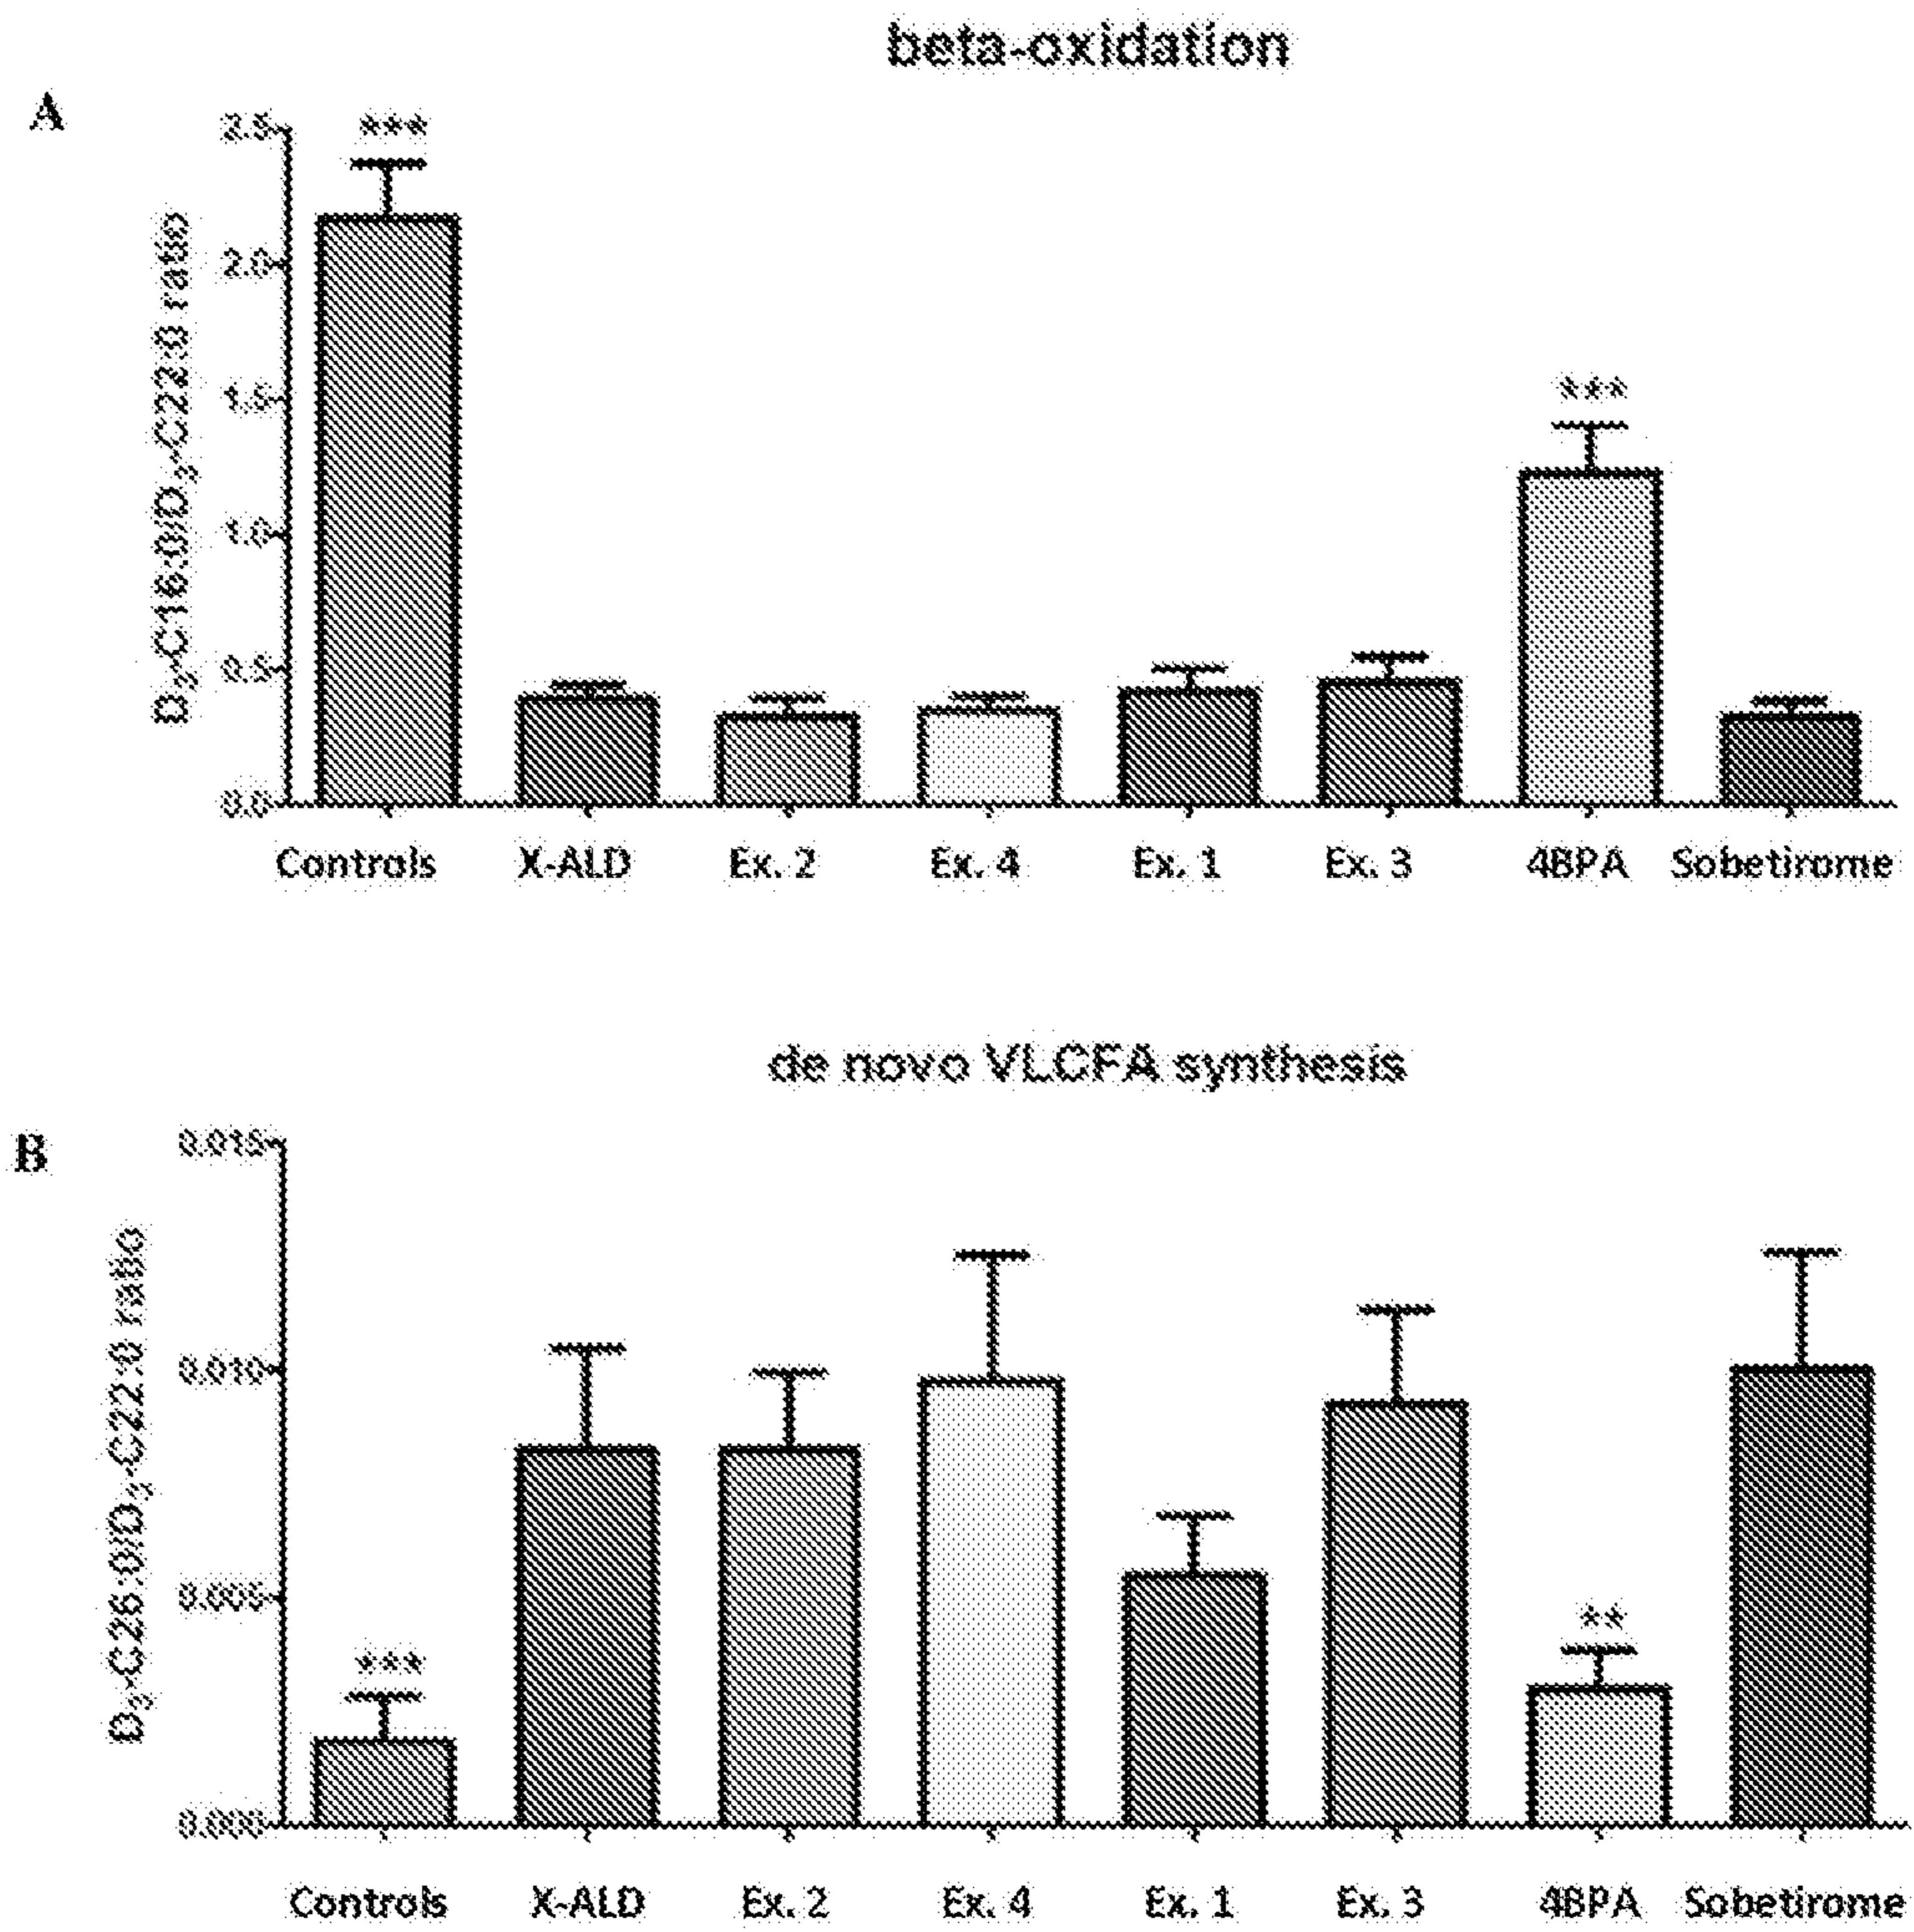 beta-oxidation
A
D₃-C16:0/D₃-C22:0 ratio
2.5
2.0
1.5
1.0
0.5
0.0
***
***
Controls X-ALD Ex. 2 Ex. 4 Ex. 1 Ex. 3 4BPA Sobetirome
de novo VLCFA synthesis
B
D₃-C26:0/D₃-C22:0 ratio
0.015
0.010
0.005
0.000
***
**
Controls X-ALD Ex. 2 Ex. 4 Ex. 1 Ex. 3 4BPA Sobetirome